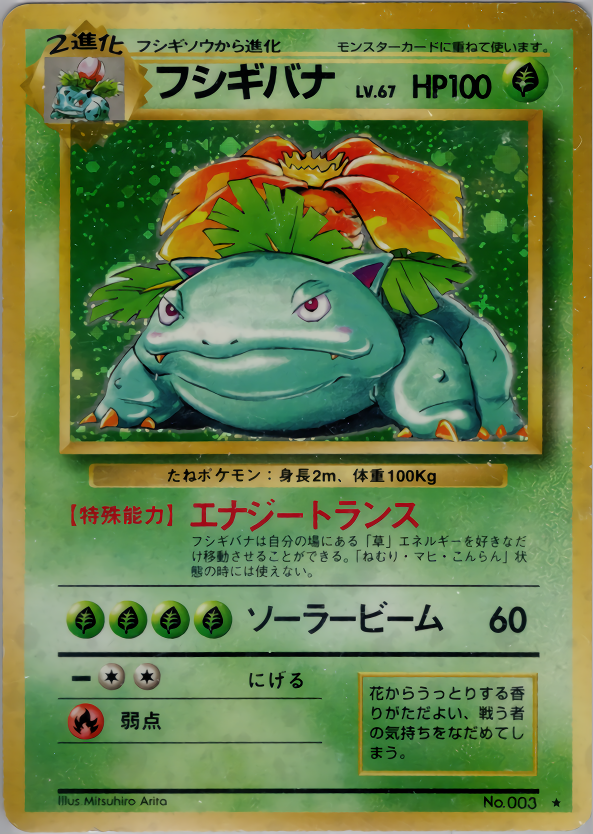 2進化
フシギソウから進化
モンスターカードに重ねて使います。
フシギバナ LV.67 HP100
たねポケモン：身長2m、体重100Kg
【特殊能力】エナジートランス
フシギバナは自分の場にある「草」エネルギーを好きなだ
け移動させることができる。「ねむり・マヒ・こんらん」状
態の時には使えない。
ソーラービーム 60
にげる
弱点
花からうっとりする香
りがただよい、戦う者
の気持ちをなだめてし
まう。
Illus Mitsuhiro Arita
No.003